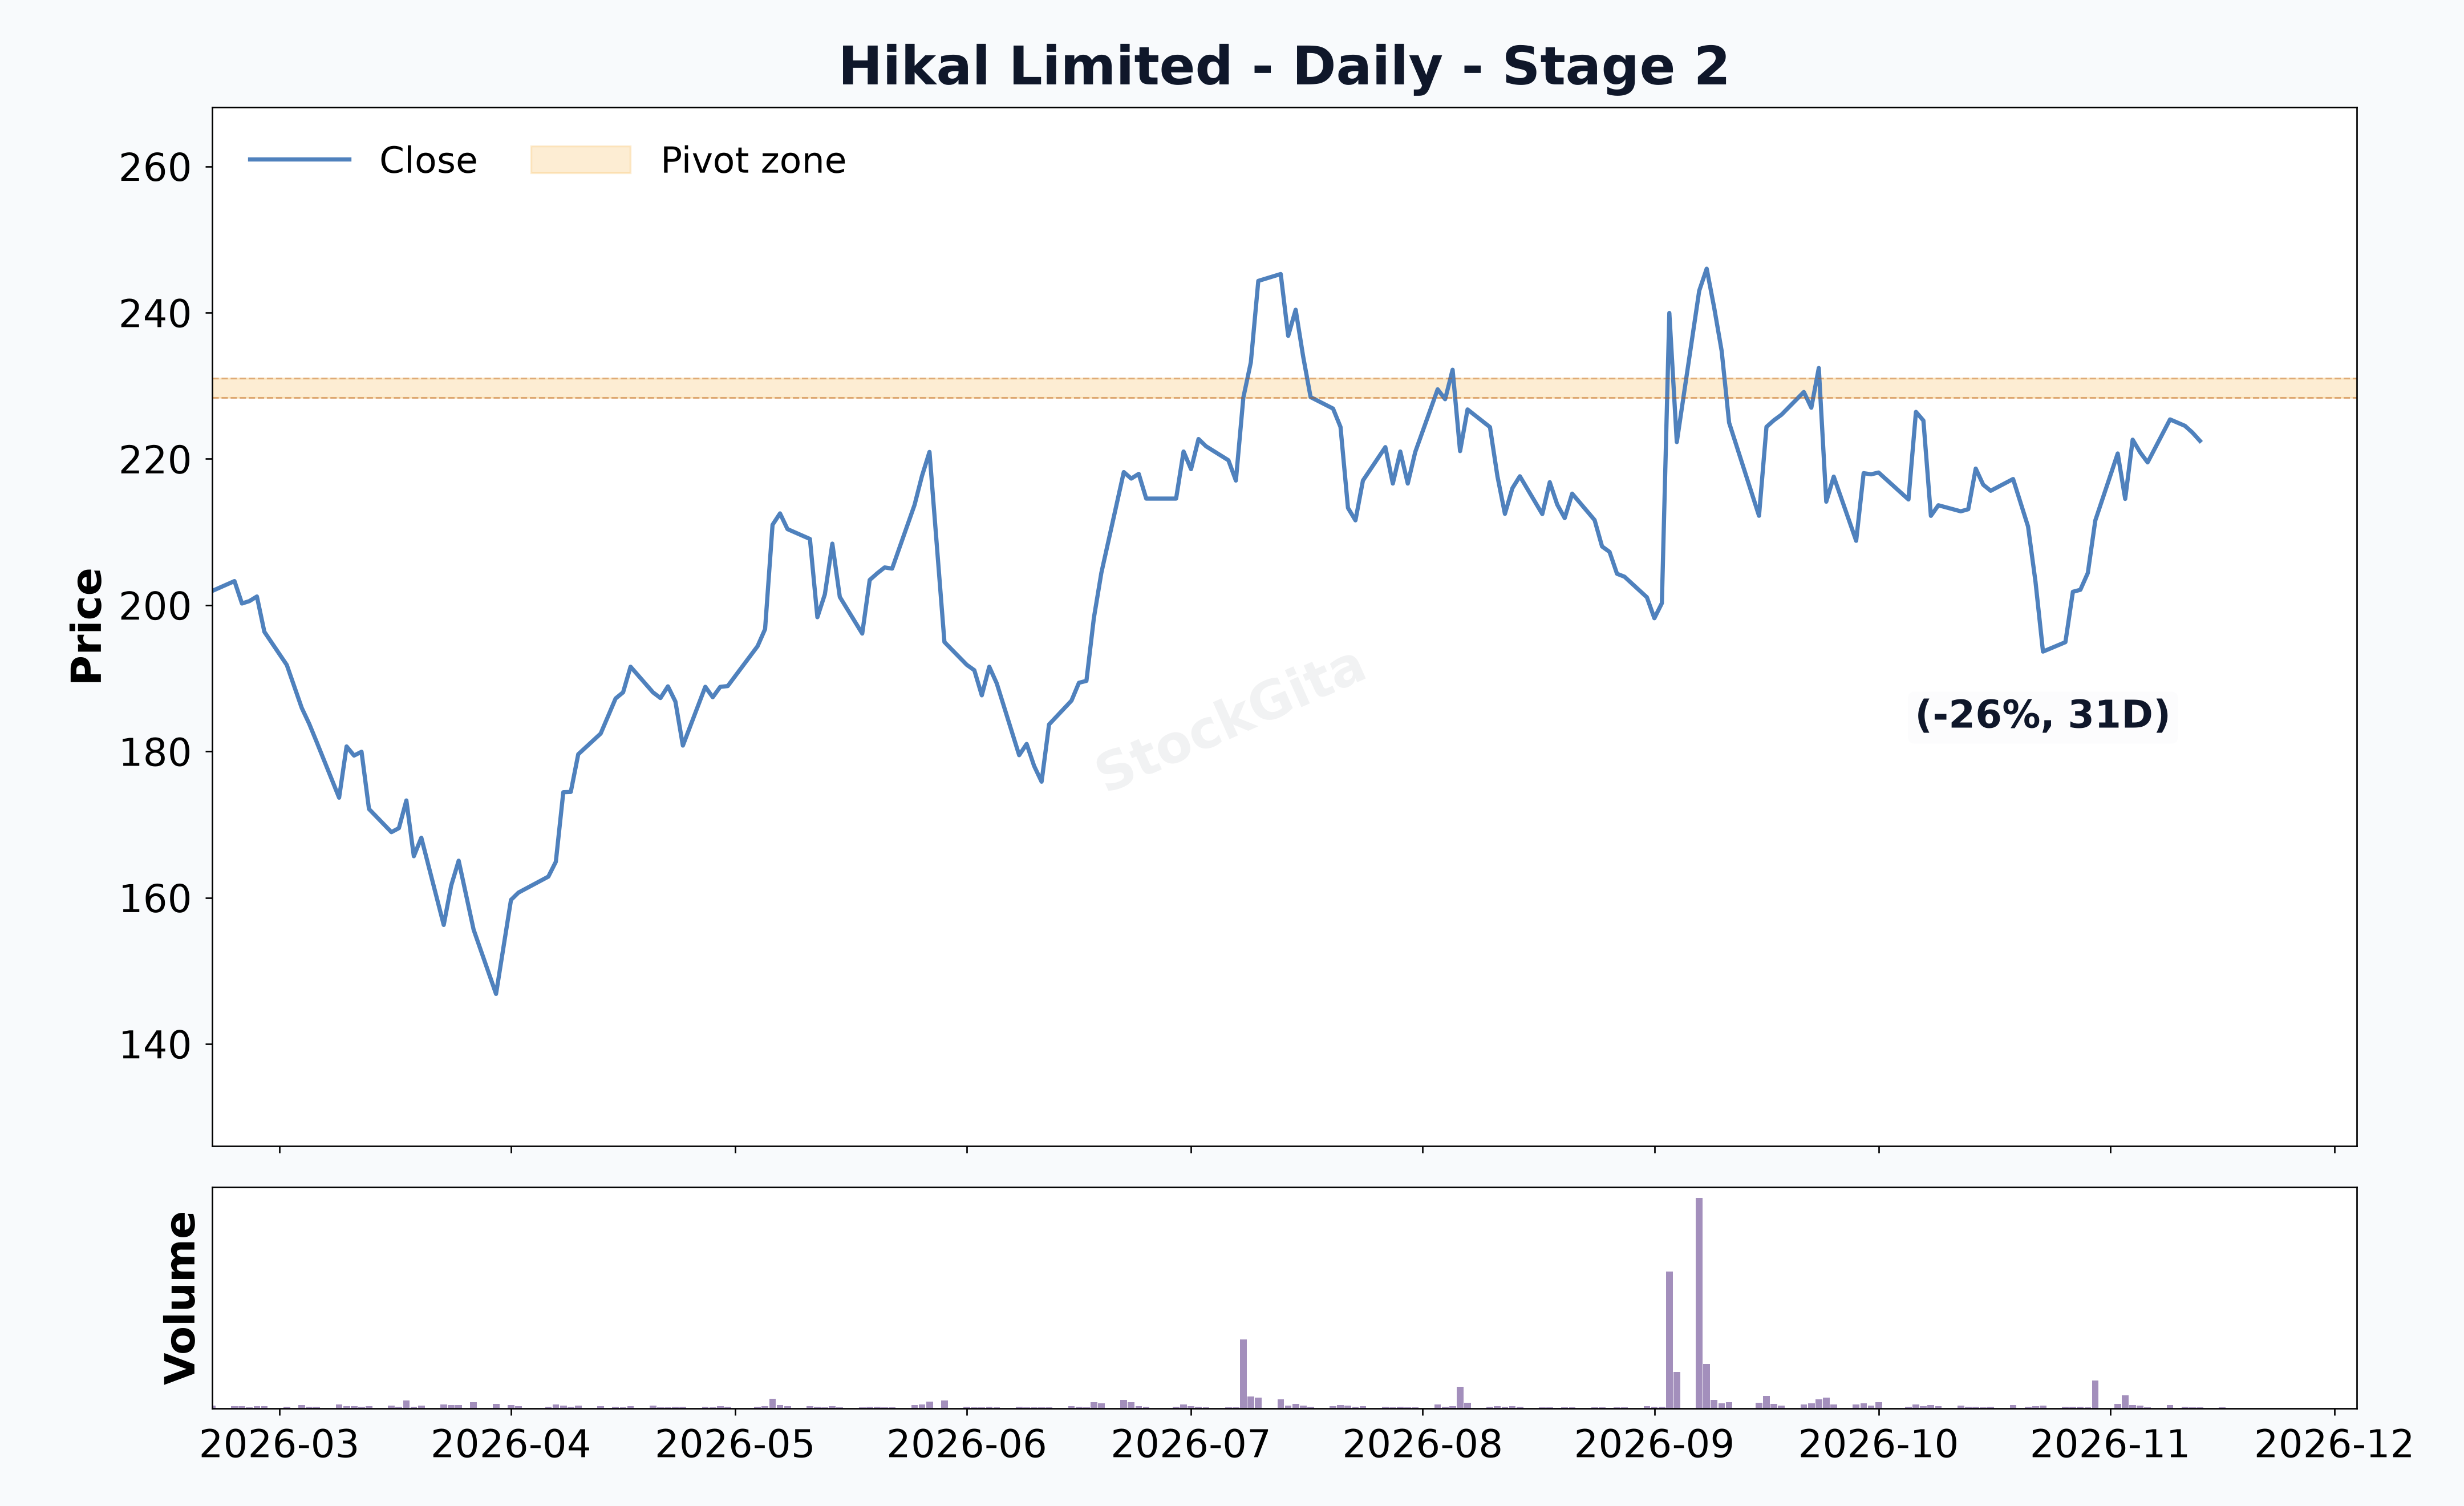 Hikal Limited - Daily - Stage 2
Close
Pivot zone
260
240
220
200
180
160
140
Price
StockGita
(-26%, 31D)
Volume
2026-03
2026-04
2026-05
2026-06
2026-07
2026-08
2026-09
2026-10
2026-11
2026-12